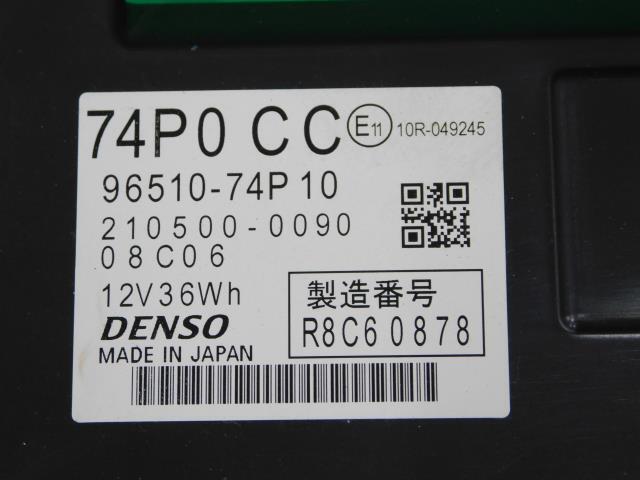 74P0 CC E11 10R-049245
96510-74P10
210500-0090
08C06
12V36Wh
DENSO
MADE IN JAPAN
製造番号
R8C60878